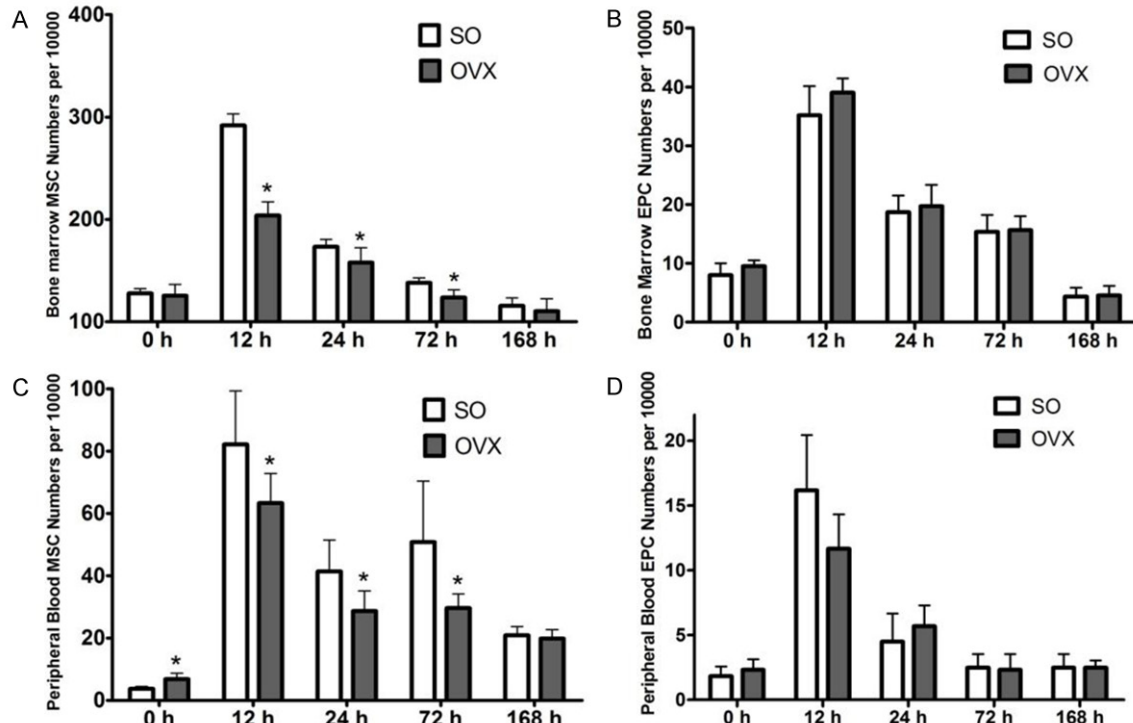 A
Bone marrow MSC Numbers per 10000
400
300
200
100
SO
OVX
*
*
*
0 h 12 h 24 h 72 h 168 h
B
Bone Marrow EPC Numbers per 10000
50
40
30
20
10
0
SO
OVX
0 h 12 h 24 h 72 h 168 h
C
Peripheral Blood MSC Numbers per 10000
100
80
60
40
20
0
SO
OVX
*
*
*
*
0 h 12 h 24 h 72 h 168 h
D
Peripheral Blood EPC Numbers per 10000
20
15
10
5
0
SO
OVX
0 h 12 h 24 h 72 h 168 h